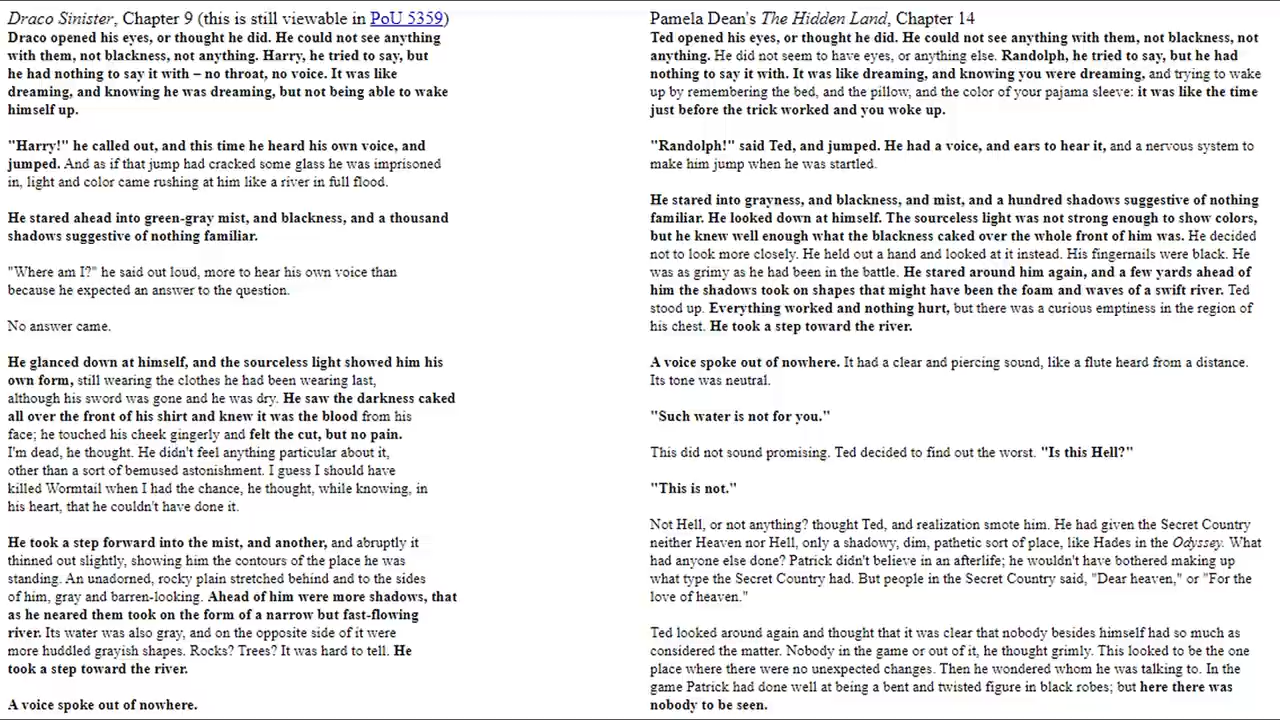 Draco Sinister, Chapter 9 (this is still viewable in PoU 5359)
Draco opened his eyes, or thought he did. He could not see anything
with them, not blackness, not anything. Harry, he tried to say, but
he had nothing to say it with – no throat, no voice. It was like
dreaming, and knowing he was dreaming, but not being able to wake
himself up.
"Harry!" he called out, and this time he heard his own voice, and
jumped. And as if that jump had cracked some glass he was imprisoned
in, light and color came rushing at him like a river in full flood.
He stared ahead into green-gray mist, and blackness, and a thousand
shadows suggestive of nothing familiar.
"Where am I?" he said out loud, more to hear his own voice than
because he expected an answer to the question.
No answer came.
He glanced down at himself, and the sourceless light showed him his
own form, still wearing the clothes he had been wearing last,
although his sword was gone and he was dry. He saw the darkness caked
all over the front of his shirt and knew it was the blood from his
face; he touched his cheek gingerly and felt the cut, but no pain.
I'm dead, he thought. He didn't feel anything particular about it,
other than a sort of bemused astonishment. I guess I should have
killed Wormtail when I had the chance, he thought, while knowing, in
his heart, that he couldn't have done it.
He took a step forward into the mist, and another, and abruptly it
thinned out slightly, showing him the contours of the place he was
standing. An unadorned, rocky plain stretched behind and to the sides
of him, gray and barren-looking. Ahead of him were more shadows, that
as he neared them took on the form of a narrow but fast-flowing
river. Its water was also gray, and on the opposite side of it were
more huddled grayish shapes. Rocks? Trees? It was hard to tell. He
took a step toward the river.
A voice spoke out of nowhere.
Pamela Dean's The Hidden Land, Chapter 14
Ted opened his eyes, or thought he did. He could not see anything with them, not blackness, not
anything. He did not seem to have eyes, or anything else. Randolph, he tried to say, but he had
nothing to say it with. It was like dreaming, and knowing you were dreaming, and trying to wake
up by remembering the bed, and the pillow, and the color of your pajama sleeve: it was like the time
just before the trick worked and you woke up.
"Randolph!" said Ted, and jumped. He had a voice, and ears to hear it, and a nervous system to
make him jump when he was startled.
He stared into grayness, and blackness, and mist, and a hundred shadows suggestive of nothing
familiar. He looked down at himself. The sourceless light was not strong enough to show colors,
but he knew well enough what the blackness caked over the whole front of him was. He decided
not to look more closely. He held out a hand and looked at it instead. His fingernails were black. He
was as grimy as he had been in the battle. He stared around him again, and a few yards ahead of
him the shadows took on shapes that might have been the foam and waves of a swift river. Ted
stood up. Everything worked and nothing hurt, but there was a curious emptiness in the region of
his chest. He took a step toward the river.
A voice spoke out of nowhere. It had a clear and piercing sound, like a flute heard from a distance.
Its tone was neutral.
"Such water is not for you."
This did not sound promising. Ted decided to find out the worst. "Is this Hell?"
"This is not."
Not Hell, or not anything? thought Ted, and realization smote him. He had given the Secret Country
neither Heaven nor Hell, only a shadowy, dim, pathetic sort of place, like Hades in the Odyssey. What
had anyone else done? Patrick didn't believe in an afterlife; he wouldn't have bothered making up
what type the Secret Country had. But people in the Secret Country said, "Dear heaven," or "For the
love of heaven."
Ted looked around again and thought that it was clear that nobody besides himself had so much as
considered the matter. Nobody in the game or out of it, he thought grimly. This looked to be the one
place where there were no unexpected changes. Then he wondered whom he was talking to. In the
game Patrick had done well at being a bent and twisted figure in black robes; but here there was
nobody to be seen.